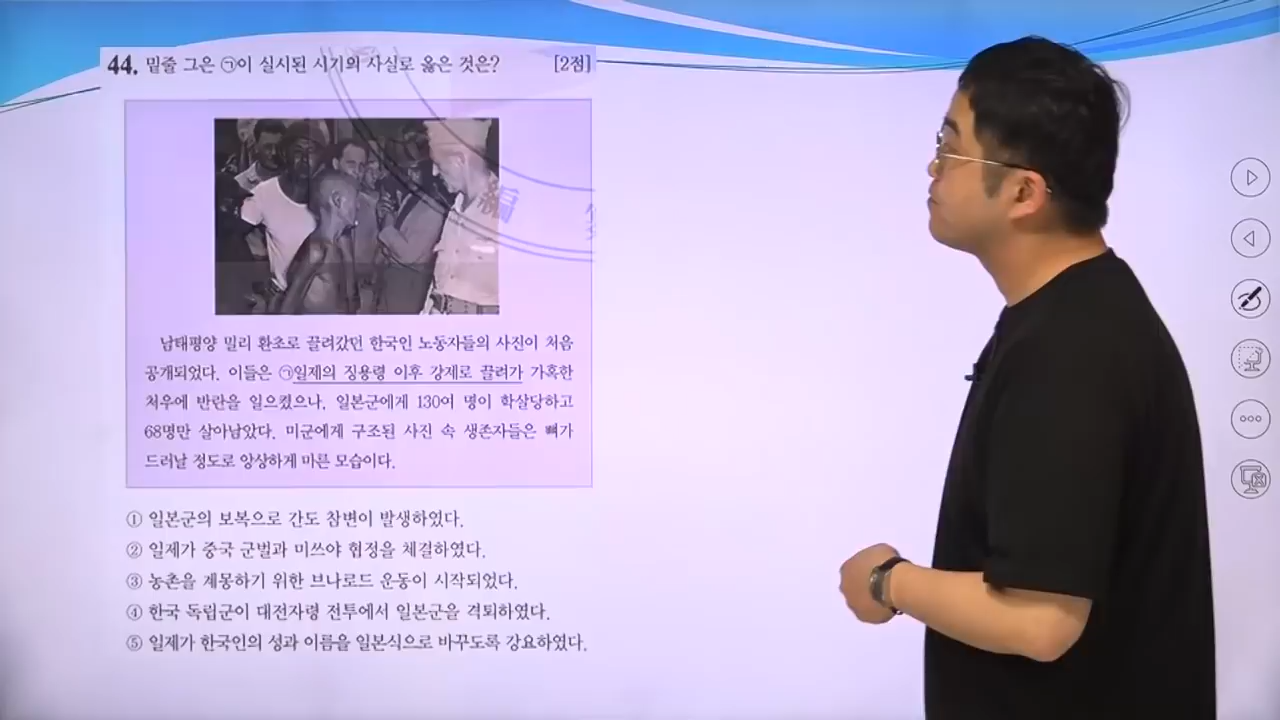 44. 밑줄 그은 ㉠이 실시된 시기의 사실로 옳은 것은? [2점]
編
남태평양 밀리 환초로 끌려갔던 한국인 노동자들의 사진이 처음
공개되었다. 이들은 ㉠일제의 징용령 이후 강제로 끌려가 가혹한
처우에 반란을 일으켰으나, 일본군에게 130여 명이 학살당하고
68명만 살아남았다. 미군에게 구조된 사진 속 생존자들은 뼈가
드러날 정도로 앙상하게 마른 모습이다.
① 일본군의 보복으로 간도 참변이 발생하였다.
② 일제가 중국 군벌과 미쓰야 협정을 체결하였다.
③ 농촌을 계몽하기 위한 브나로드 운동이 시작되었다.
④ 한국 독립군이 대전자령 전투에서 일본군을 격퇴하였다.
⑤ 일제가 한국인의 성과 이름을 일본식으로 바꾸도록 강요하였다.